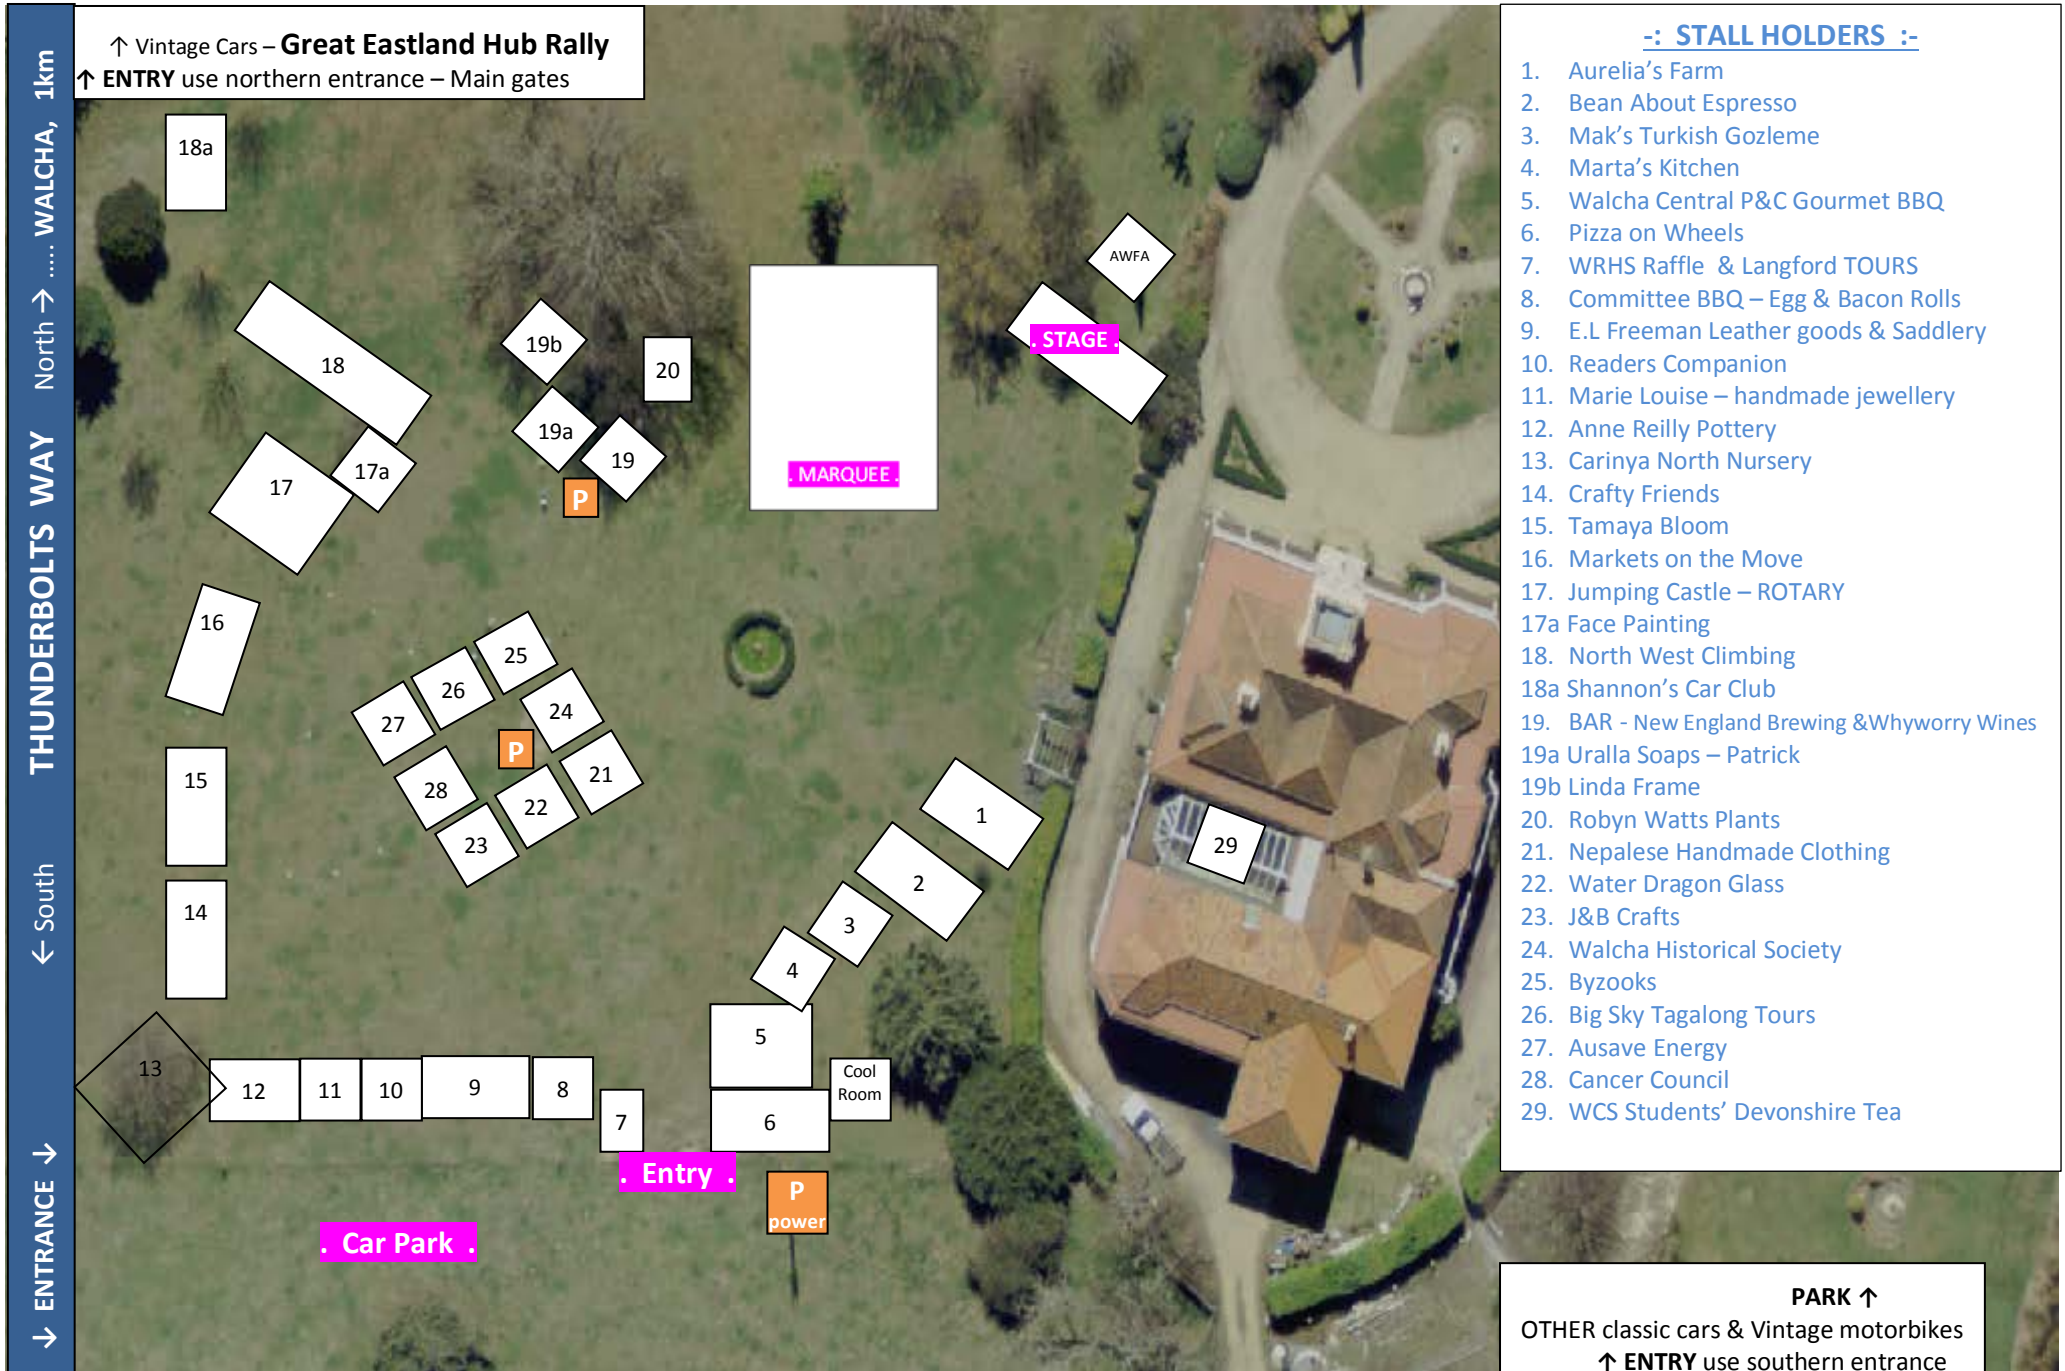 ↑ Vintage Cars – Great Eastland Hub Rally
↑ ENTRY use northern entrance – Main gates
↓ ENTRANCE ↓ ← South THUNDERBOLTS WAY North → ..... WALCHA, 1km
18a
18
17
17a
16
15
14
13
12
11
10
9
8
7
19b
19a
19
20
P
. MARQUEE .
AWFA
. STAGE .
25
26
27
24
P
28
21
22
23
1
2
3
4
5
6
Cool
Room
29
. Entry .
P
power
. Car Park .
-: STALL HOLDERS :-
1. Aurelia’s Farm
2. Bean About Espresso
3. Mak’s Turkish Gozleme
4. Marta’s Kitchen
5. Walcha Central P&C Gourmet BBQ
6. Pizza on Wheels
7. WRHS Raffle & Langford TOURS
8. Committee BBQ – Egg & Bacon Rolls
9. E.L Freeman Leather goods & Saddlery
10. Readers Companion
11. Marie Louise – handmade jewellery
12. Anne Reilly Pottery
13. Carinya North Nursery
14. Crafty Friends
15. Tamaya Bloom
16. Markets on the Move
17. Jumping Castle – ROTARY
17a Face Painting
18. North West Climbing
18a Shannon’s Car Club
19. BAR - New England Brewing &Whyworry Wines
19a Uralla Soaps – Patrick
19b Linda Frame
20. Robyn Watts Plants
21. Nepalese Handmade Clothing
22. Water Dragon Glass
23. J&B Crafts
24. Walcha Historical Society
25. Byzooks
26. Big Sky Tagalong Tours
27. Ausave Energy
28. Cancer Council
29. WCS Students’ Devonshire Tea
PARK ↑
OTHER classic cars & Vintage motorbikes
↑ ENTRY use southern entrance